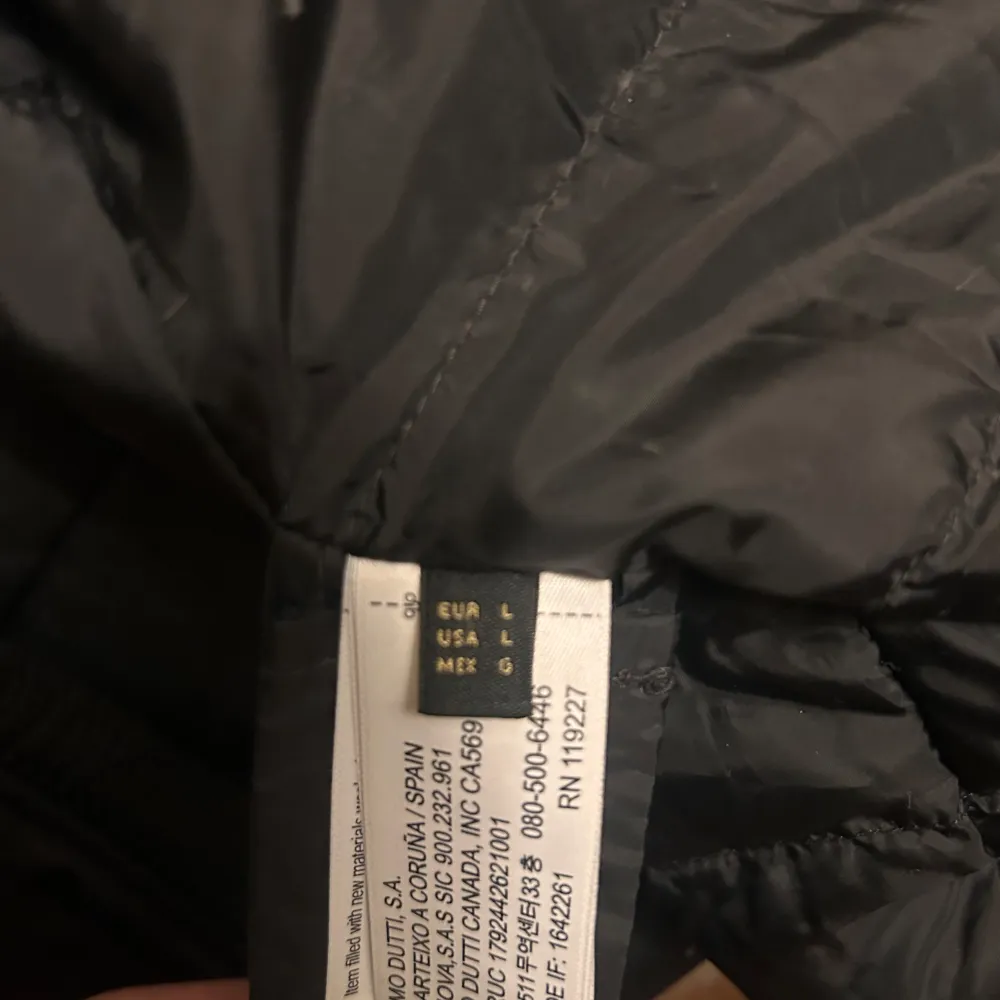 EUR L
USA L
MEX G
Item filled with new materials
MO DUTTI, S.A.
ARTEIXO A CORUÑA / SPAIN
OVA,S.A.S SIC 900.232.961
DUTTI CANADA, INC CA569
RUC 1792442621001
511 무역센터33층 080-500-6446
DE IF: 1642261 RN 119227